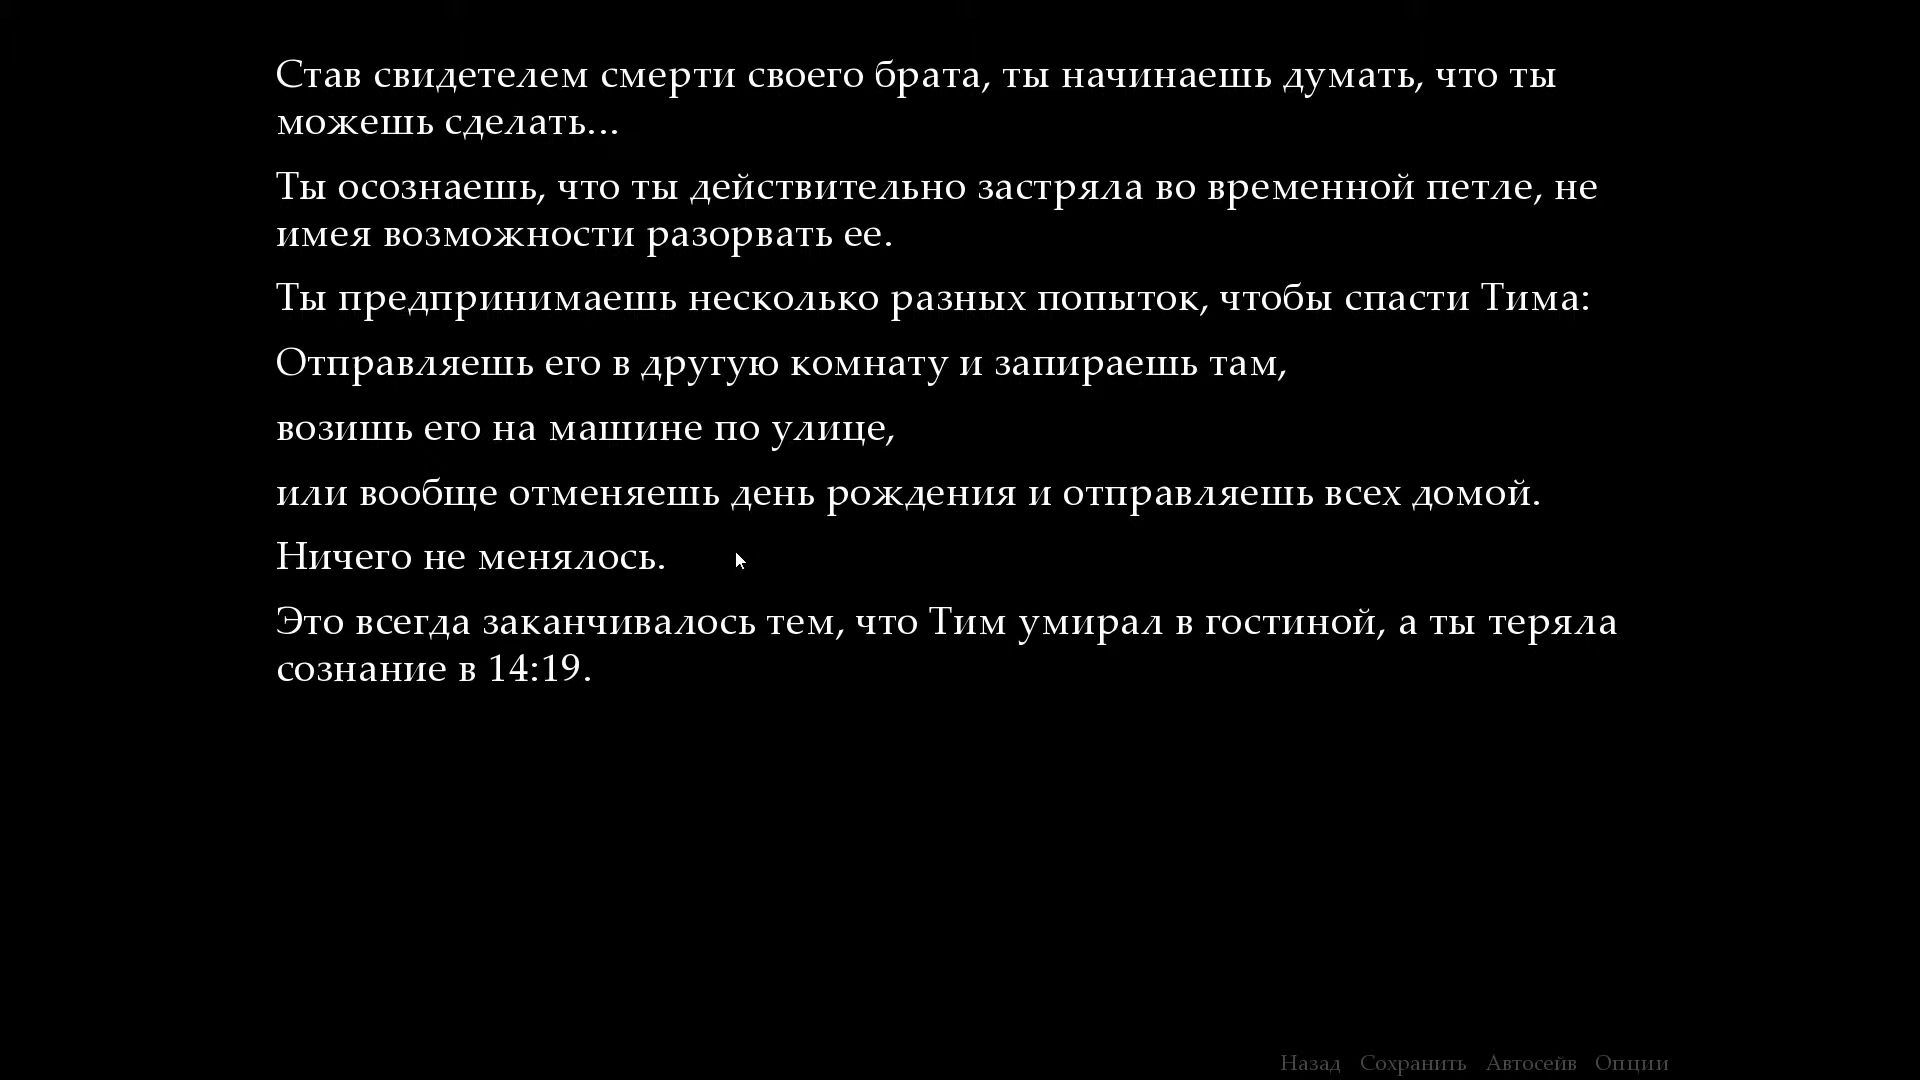 Став свидетелем смерти своего брата, ты начинаешь думать, что ты
можешь сделать...
Ты осознаешь, что ты действительно застряла во временной петле, не
имея возможности разорвать ее.
Ты предпринимаешь несколько разных попыток, чтобы спасти Тима:
Отправляешь его в другую комнату и запираешь там,
возишь его на машине по улице,
или вообще отменяешь день рождения и отправляешь всех домой.
Ничего не менялось.
Это всегда заканчивалось тем, что Тим умирал в гостиной, а ты теряла
сознание в 14:19.
Назад Сохранить Автосейв Опции